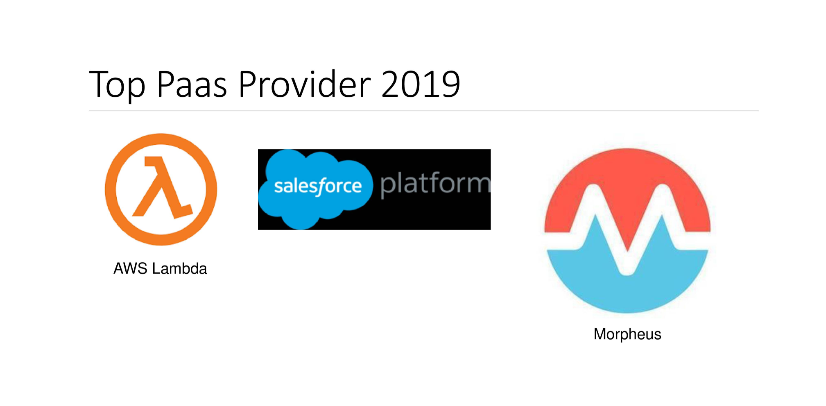 Top Paas Provider 2019
salesforce platform
AWS Lambda
Morpheus